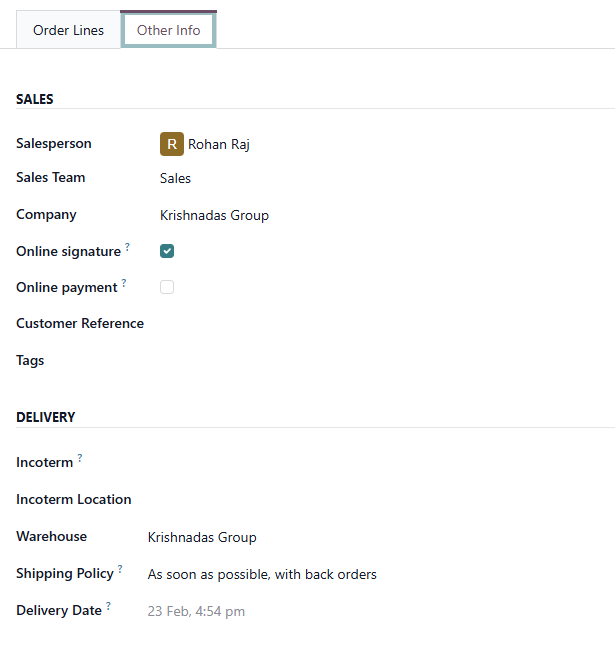 Order Lines Other Info
SALES
Salesperson R Rohan Raj
Sales Team Sales
Company Krishnadas Group
Online signature ?
Online payment ?
Customer Reference
Tags
DELIVERY
Incoterm ?
Incoterm Location
Warehouse Krishnadas Group
Shipping Policy ? As soon as possible, with back orders
Delivery Date ? 23 Feb, 4:54 pm